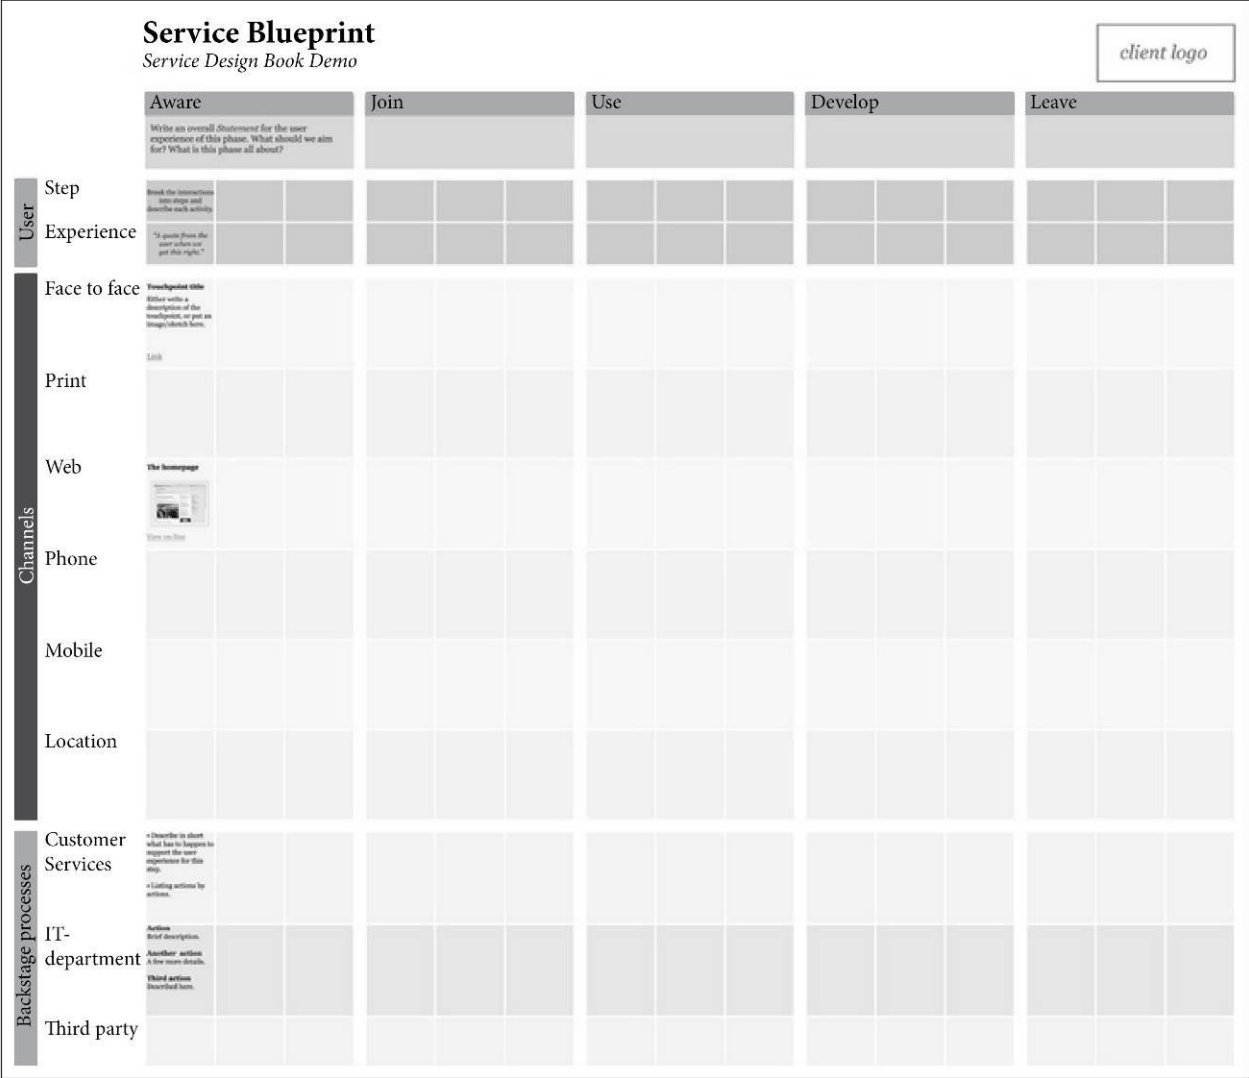 Service Blueprint
Service Design Book Demo
client logo
Aware
Join
Use
Develop
Leave
Write an overall Statement for the user
experience of this phase. What should we aim
for? What is this phase all about?
User
Step
Break the interactions
into steps and
describe each activity.
Experience
"A quote from the
user when we
get this right."
Channels
Face to face
Touchpoint title
Either write a
description of the
touchpoint, or put an
image/sketch here.
Link
Print
Web
The homepage
View on-line
Phone
Mobile
Location
Backstage processes
Customer
Services
• Describe in short
what has to happen to
support the user
experience for this
step.
• Listing actions by
actions.
IT-
department
Action
Brief description.
Another action
A few more details.
Third action
Described here.
Third party